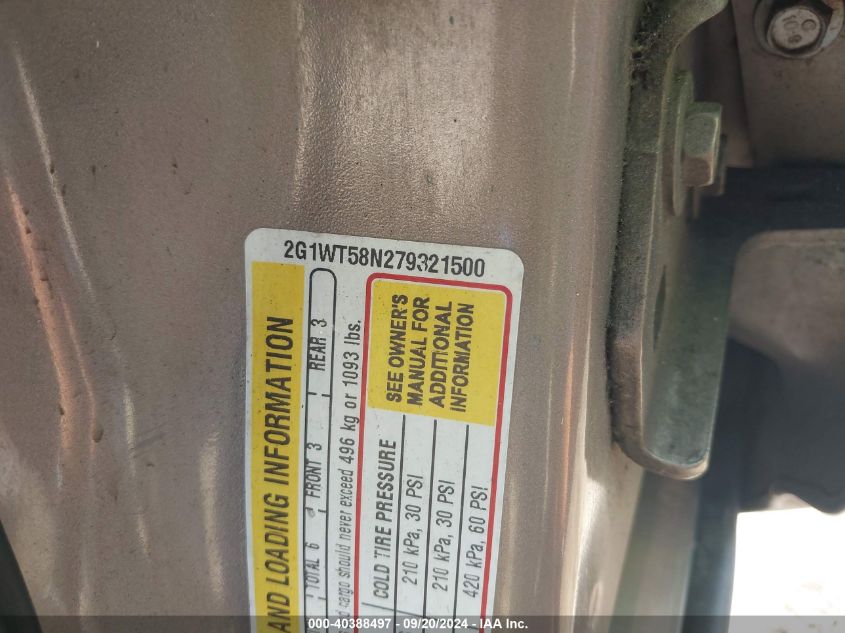 2G1WT58N279321500
AND LOADING INFORMATION
TOTAL 6 FRONT 3 REAR 3
cargo should never exceed 496 kg or 1093 lbs.
COLD TIRE PRESSURE
210 kPa, 30 PSI
210 kPa, 30 PSI
420 kPa, 60 PSI
SEE OWNER'S
MANUAL FOR
ADDITIONAL
INFORMATION
000-40388497 - 09/20/2024 - IAA Inc.